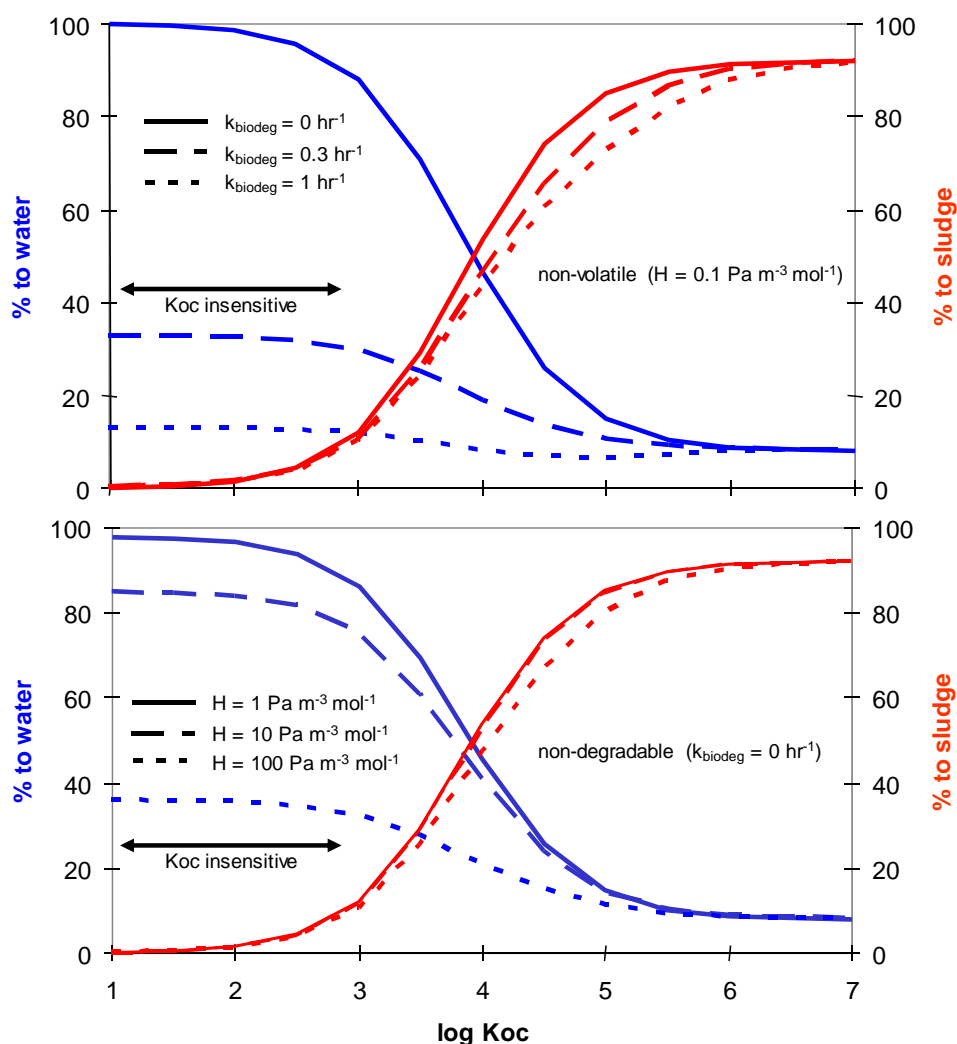 100
80
60
40
20
0
% to water
k_biodeg = 0 hr⁻¹
k_biodeg = 0.3 hr⁻¹
k_biodeg = 1 hr⁻¹
Koc insensitive
non-volatile (H = 0.1 Pa m⁻³ mol⁻¹)
100
80
60
40
20
0
% to sludge
100
80
60
40
20
0
% to water
H = 1 Pa m⁻³ mol⁻¹
H = 10 Pa m⁻³ mol⁻¹
H = 100 Pa m⁻³ mol⁻¹
Koc insensitive
non-degradable (k_biodeg = 0 hr⁻¹)
100
80
60
40
20
0
% to sludge
1 2 3 4 5 6 7
log Koc